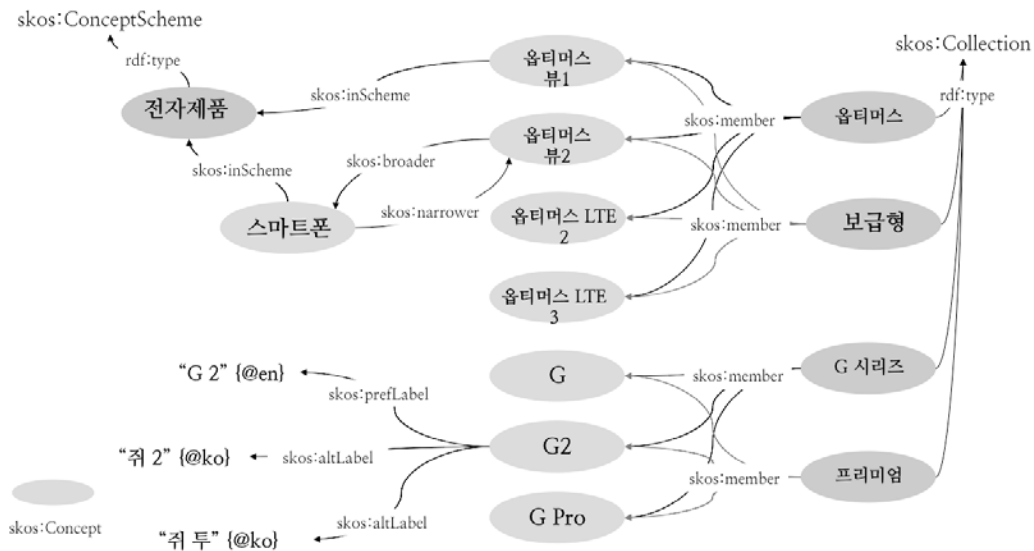 skos:ConceptScheme
rdf:type
전자제품
skos:inScheme
옵티머스
뷰1
skos:member
옵티머스
skos:Collection
rdf:type
skos:inScheme
skos:broader
옵티머스
뷰2
스마트폰
skos:narrower
옵티머스 LTE
2
skos:member
보급형
옵티머스 LTE
3
“G 2” {@en}
skos:prefLabel
G
skos:member
G 시리즈
“쥐 2” {@ko}
skos:altLabel
G2
skos:member
프리미엄
skos:Concept
“쥐 투” {@ko}
skos:altLabel
G Pro